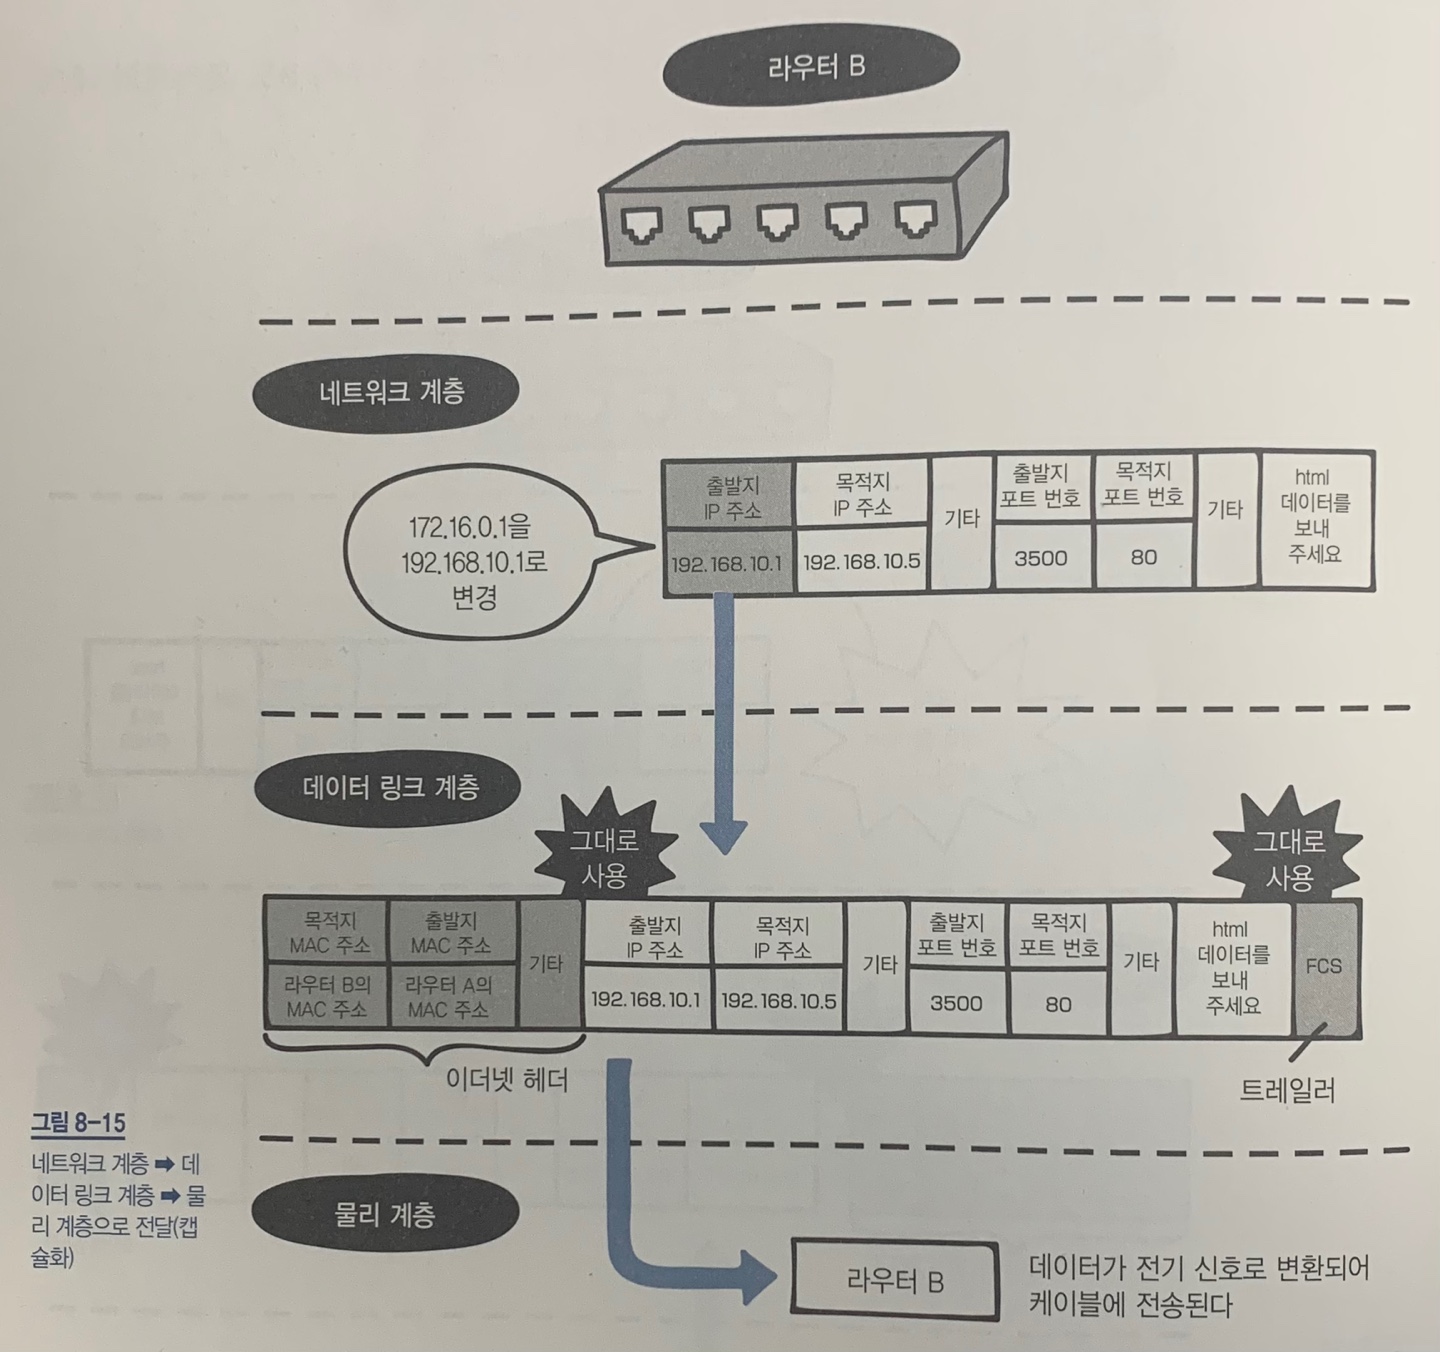 라우터 B
네트워크 계층
172.16.0.1을
192.168.10.1로
변경
출발지
IP 주소
192.168.10.1
목적지
IP 주소
192.168.10.5
기타
출발지
포트 번호
3500
목적지
포트 번호
80
기타
html
데이터를
보내
주세요
데이터 링크 계층
그대로
사용
그대로
사용
목적지
MAC 주소
라우터 B의
MAC 주소
출발지
MAC 주소
라우터 A의
MAC 주소
기타
출발지
IP 주소
192.168.10.1
목적지
IP 주소
192.168.10.5
기타
출발지
포트 번호
3500
목적지
포트 번호
80
기타
html
데이터를
보내
주세요
FCS
이더넷 헤더
트레일러
그림 8-15
네트워크 계층 ➡ 데
이터 링크 계층 ➡ 물
리 계층으로 전달(캡
슐화)
물리 계층
라우터 B
데이터가 전기 신호로 변환되어
케이블에 전송된다